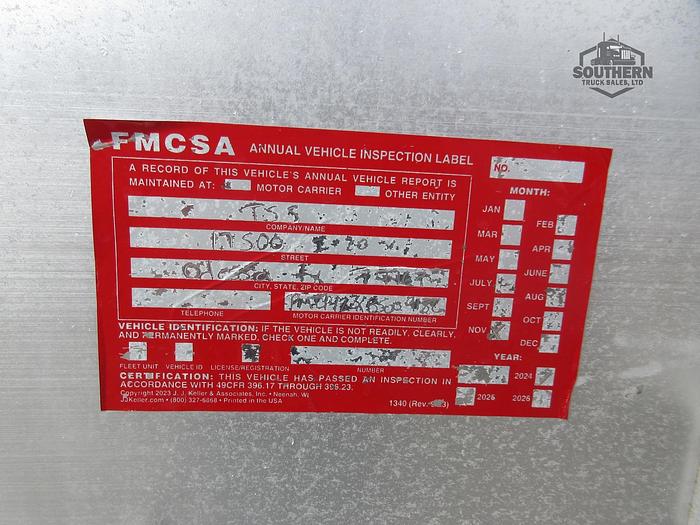 SOUTHERN
TRUCK SALES, LTD
FMCSA ANNUAL VEHICLE INSPECTION LABEL
NO.
A RECORD OF THIS VEHICLE'S ANNUAL VEHICLE REPORT IS
MAINTAINED AT: MOTOR CARRIER OTHER ENTITY
COMPANY/NAME
STREET
CITY, STATE, ZIP CODE
TELEPHONE MOTOR CARRIER IDENTIFICATION NUMBER
VEHICLE IDENTIFICATION: IF THE VEHICLE IS NOT READILY, CLEARLY,
AND PERMANENTLY MARKED, CHECK ONE AND COMPLETE.
FLEET UNIT VEHICLE ID LICENSE/REGISTRATION NUMBER
CERTIFICATION: THIS VEHICLE HAS PASSED AN INSPECTION IN
ACCORDANCE WITH 49CFR 396.17 THROUGH 396.23.
Copyright 2023 J. J. Keller & Associates, Inc. • Neenah, WI
JJKeller.com • (800) 327-6868 • Printed in the USA
1340 (Rev.
MONTH:
JAN
FEB
MAR
APR
MAY
JUNE
JULY
AUG
SEPT
OCT
NOV
DEC
YEAR:
2024
2025 2026